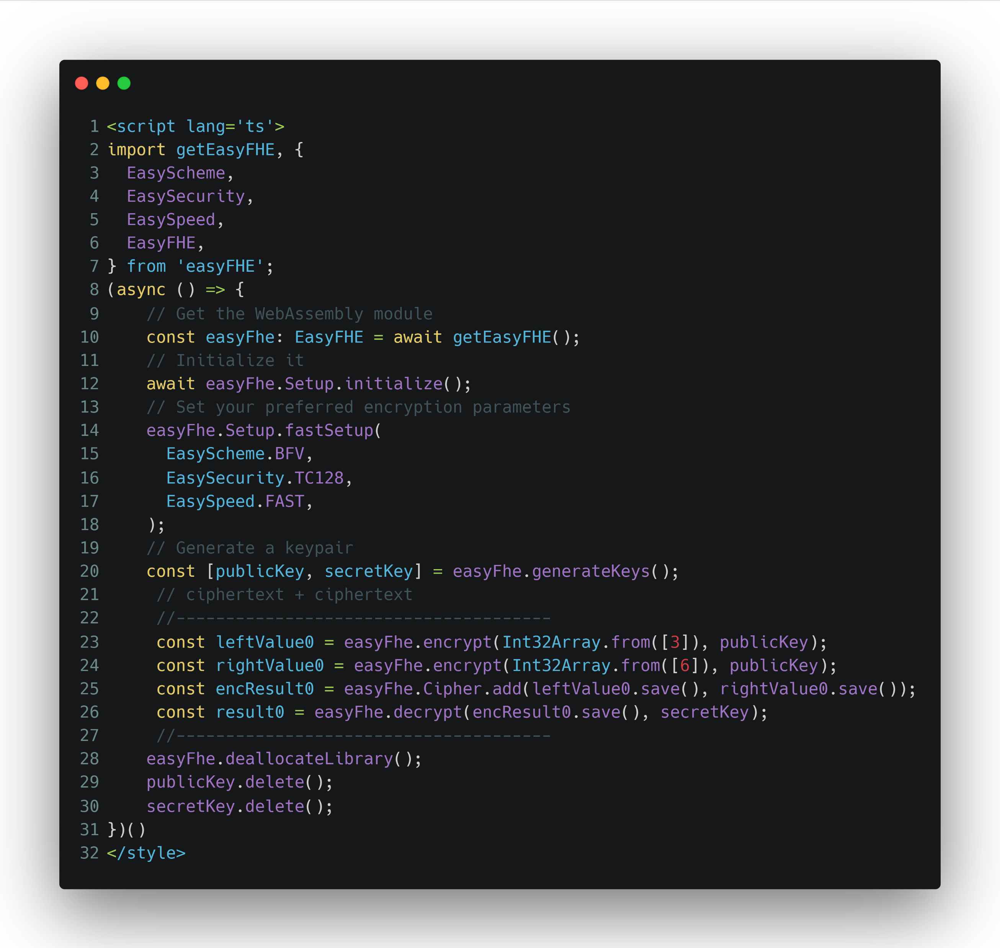 1 <script lang='ts'>
2 import getEasyFHE, {
3   EasyScheme,
4   EasySecurity,
5   EasySpeed,
6   EasyFHE,
7 } from 'easyFHE';
8 (async () => {
9     // Get the WebAssembly module
10     const easyFhe: EasyFHE = await getEasyFHE();
11     // Initialize it
12     await easyFhe.Setup.initialize();
13     // Set your preferred encryption parameters
14     easyFhe.Setup.fastSetup(
15       EasyScheme.BFV,
16       EasySecurity.TC128,
17       EasySpeed.FAST,
18     );
19     // Generate a keypair
20     const [publicKey, secretKey] = easyFhe.generateKeys();
21      // ciphertext + ciphertext
22      //--------------------------------------
23      const leftValue0 = easyFhe.encrypt(Int32Array.from([3]), publicKey);
24      const rightValue0 = easyFhe.encrypt(Int32Array.from([6]), publicKey);
25      const encResult0 = easyFhe.Cipher.add(leftValue0.save(), rightValue0.save());
26      const result0 = easyFhe.decrypt(encResult0.save(), secretKey);
27      //--------------------------------------
28     easyFhe.deallocateLibrary();
29     publicKey.delete();
30     secretKey.delete();
31 })()
32 </style>